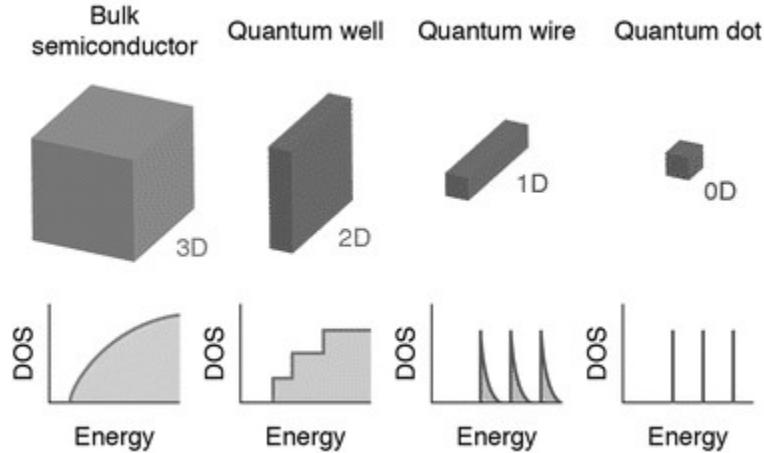 Bulk
semiconductor
Quantum well
Quantum wire
Quantum dot
3D
2D
1D
0D
DOS
DOS
DOS
DOS
Energy
Energy
Energy
Energy